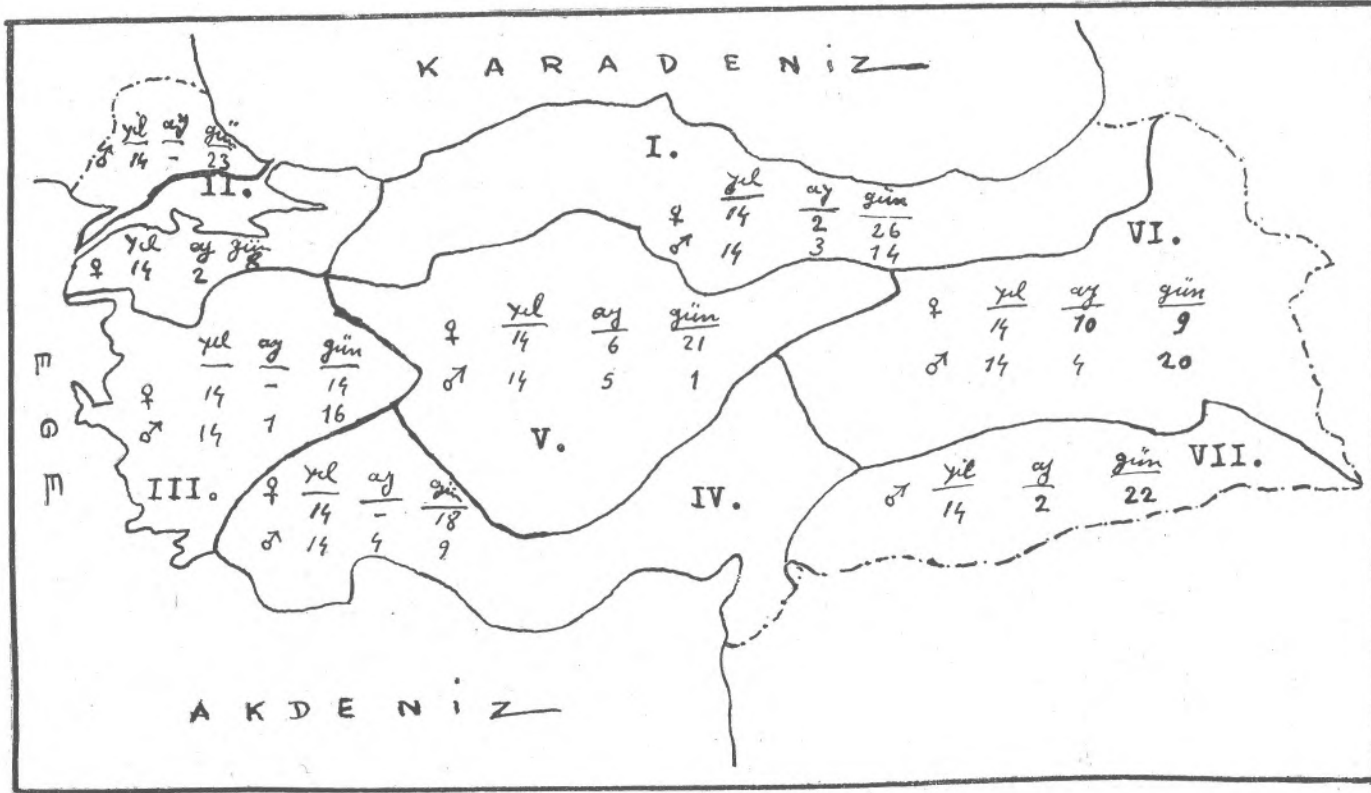 KARADENİZ
yıl ay gün
♂ 14 - 23
II.
yıl ay gün
♀ 14 2 8
I.
yıl ay gün
♀ 14 2 26
♂ 14 3 14
VI.
yıl ay gün
♀ 14 10 9
♂ 14 4 20
yıl ay gün
♀ 14 6 21
♂ 14 5 1
V.
EGE
yıl ay gün
♀ 14 - 14
♂ 14 1 16
III.
yıl ay gün
♀ 14 - 18
♂ 14 4 9
IV.
VII.
yıl ay gün
♂ 14 2 22
AKDENİZ